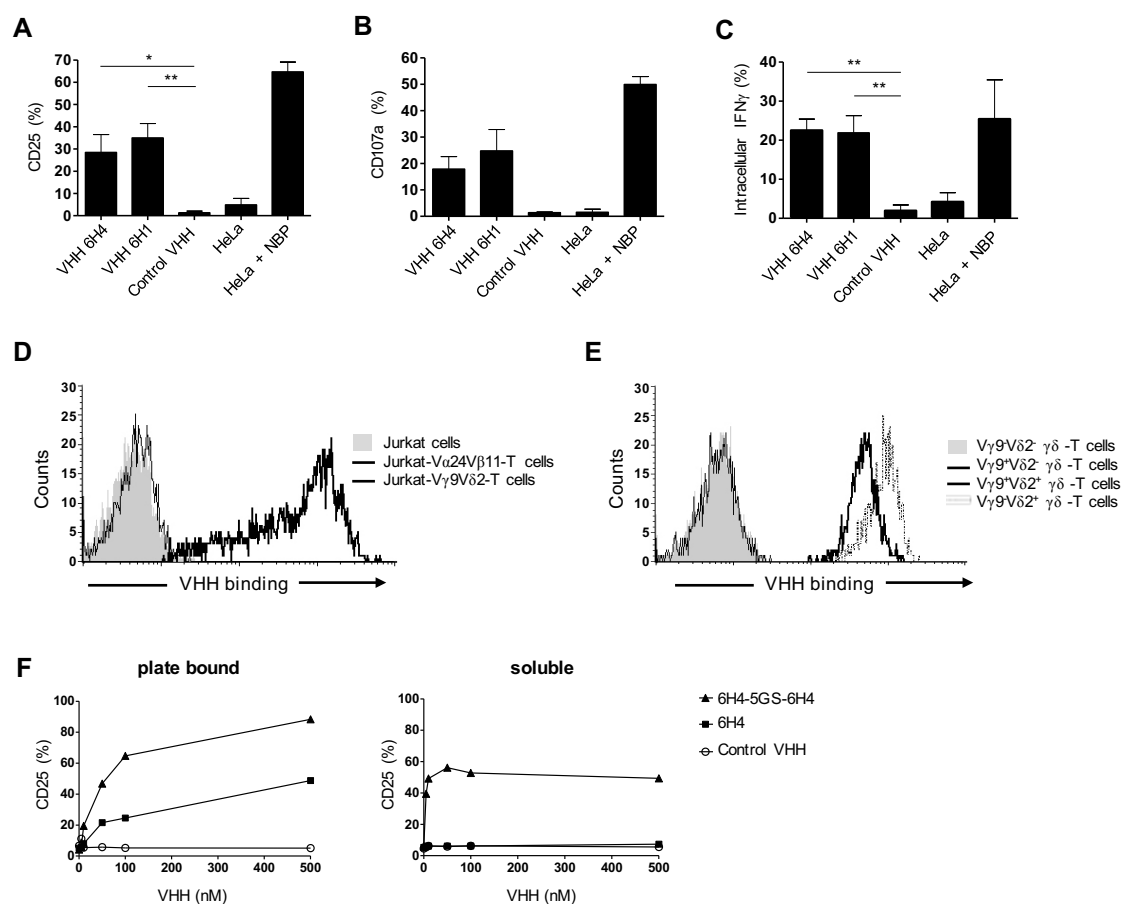 A
B
C
CD25 (%)
70
60
50
40
30
20
10
0
*
**
VHH 6H4
VHH 6H1
Control VHH
HeLa
HeLa + NBP
CD107a (%)
60
50
40
30
20
10
0
VHH 6H4
VHH 6H1
Control VHH
HeLa
HeLa + NBP
Intracellular IFNγ (%)
40
30
20
10
0
**
**
VHH 6H4
VHH 6H1
Control VHH
HeLa
HeLa + NBP
D
E
Counts
30
25
20
15
10
5
0
VHH binding
Jurkat cells
Jurkat-Vα24Vβ11-T cells
Jurkat-Vγ9Vδ2-T cells
Counts
30
25
20
15
10
5
0
VHH binding
Vγ9⁻Vδ2⁻ γδ -T cells
Vγ9⁺Vδ2⁻ γδ -T cells
Vγ9⁺Vδ2⁺ γδ -T cells
Vγ9⁻Vδ2⁺ γδ -T cells
F
plate bound
CD25 (%)
100
80
60
40
20
0
0 100 200 300 400 500
VHH (nM)
soluble
CD25 (%)
100
80
60
40
20
0
0 100 200 300 400 500
VHH (nM)
6H4-5GS-6H4
6H4
Control VHH